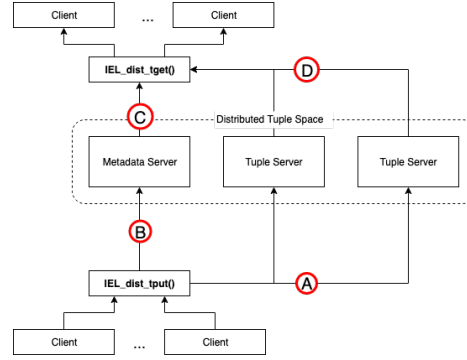 Client
...
Client
IEL_dist_tget()
D
C
Distributed Tuple Space
Metadata Server
Tuple Server
Tuple Server
B
IEL_dist_tput()
A
Client
...
Client